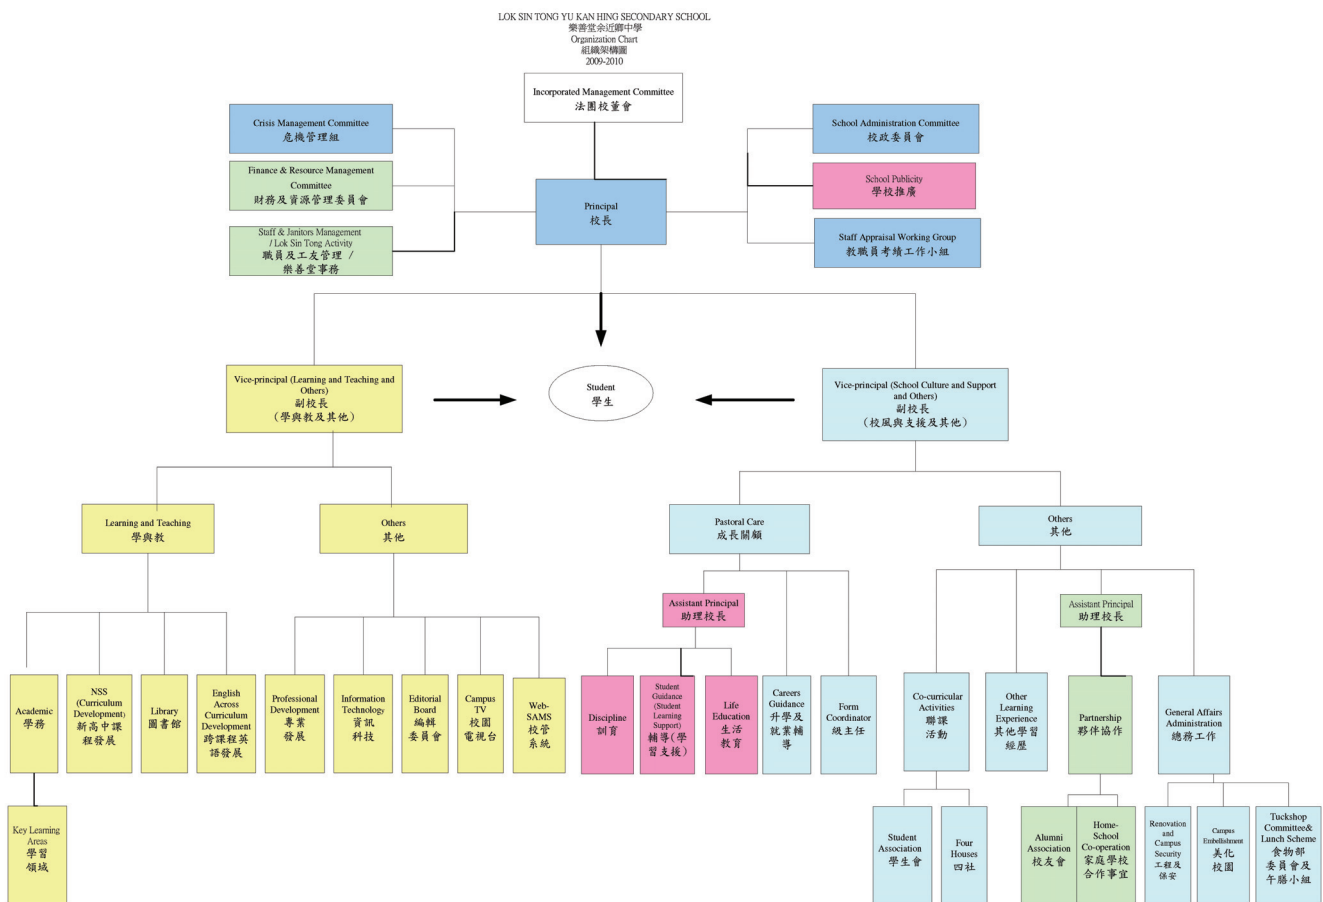 LOK SIN TONG YU KAN HING SECONDARY SCHOOL
樂善堂余近卿中學
Organization Chart
組織架構圖
2009-2010
Incorporated Management Committee
法團校董會
Crisis Management Committee
危機管理組
School Administration Committee
校政委員會
Finance & Resource Management
Committee
財務及資源管理委員會
School Publicity
學校推廣
Principal
校長
Staff & Janitors Management
/ Lok Sin Tong Activity
職員及工友管理 /
樂善堂事務
Staff Appraisal Working Group
教職員考績工作小組
Vice-principal (Learning and Teaching and
Others)
副校長
(學與教及其他)
Student
學生
Vice-principal (School Culture and Support
and Others)
副校長
(校風與支援及其他)
Learning and Teaching
學與教
Others
其他
Pastoral Care
成長關顧
Others
其他
Assistant Principal
助理校長
Assistant Principal
助理校長
Academic
學務
NSS
(Curriculum
Development)
新高中課
程發展
Library
圖書館
English
Across
Curriculum
Development
跨課程英
語發展
Professional
Development
專業
發展
Information
Technology
資訊
科技
Editorial
Board
編輯
委員會
Campus
TV
校園
電視台
Web-
SAMS
校管
系統
Discipline
訓育
Student
Guidance
(Student
Learning
Support)
輔導(學
習支援)
Life
Education
生活
教育
Careers
Guidance
升學及
就業輔
導
Form
Coordinator
級主任
Co-curricular
Activities
聯課
活動
Other
Learning
Experience
其他學習
經歷
Partnership
夥伴協作
General Affairs
Administration
總務工作
Key Learning
Areas
學習
領域
Student
Association
學生會
Four
Houses
四社
Alumni
Association
校友會
Home-
School
Co-operation
家庭學校
合作事宜
Renovation
and
Campus
Security
工程及
保安
Campus
Embellishment
美化
校園
Tuckshop
Committee&
Lunch Scheme
食物部
委員會及
午膳小組